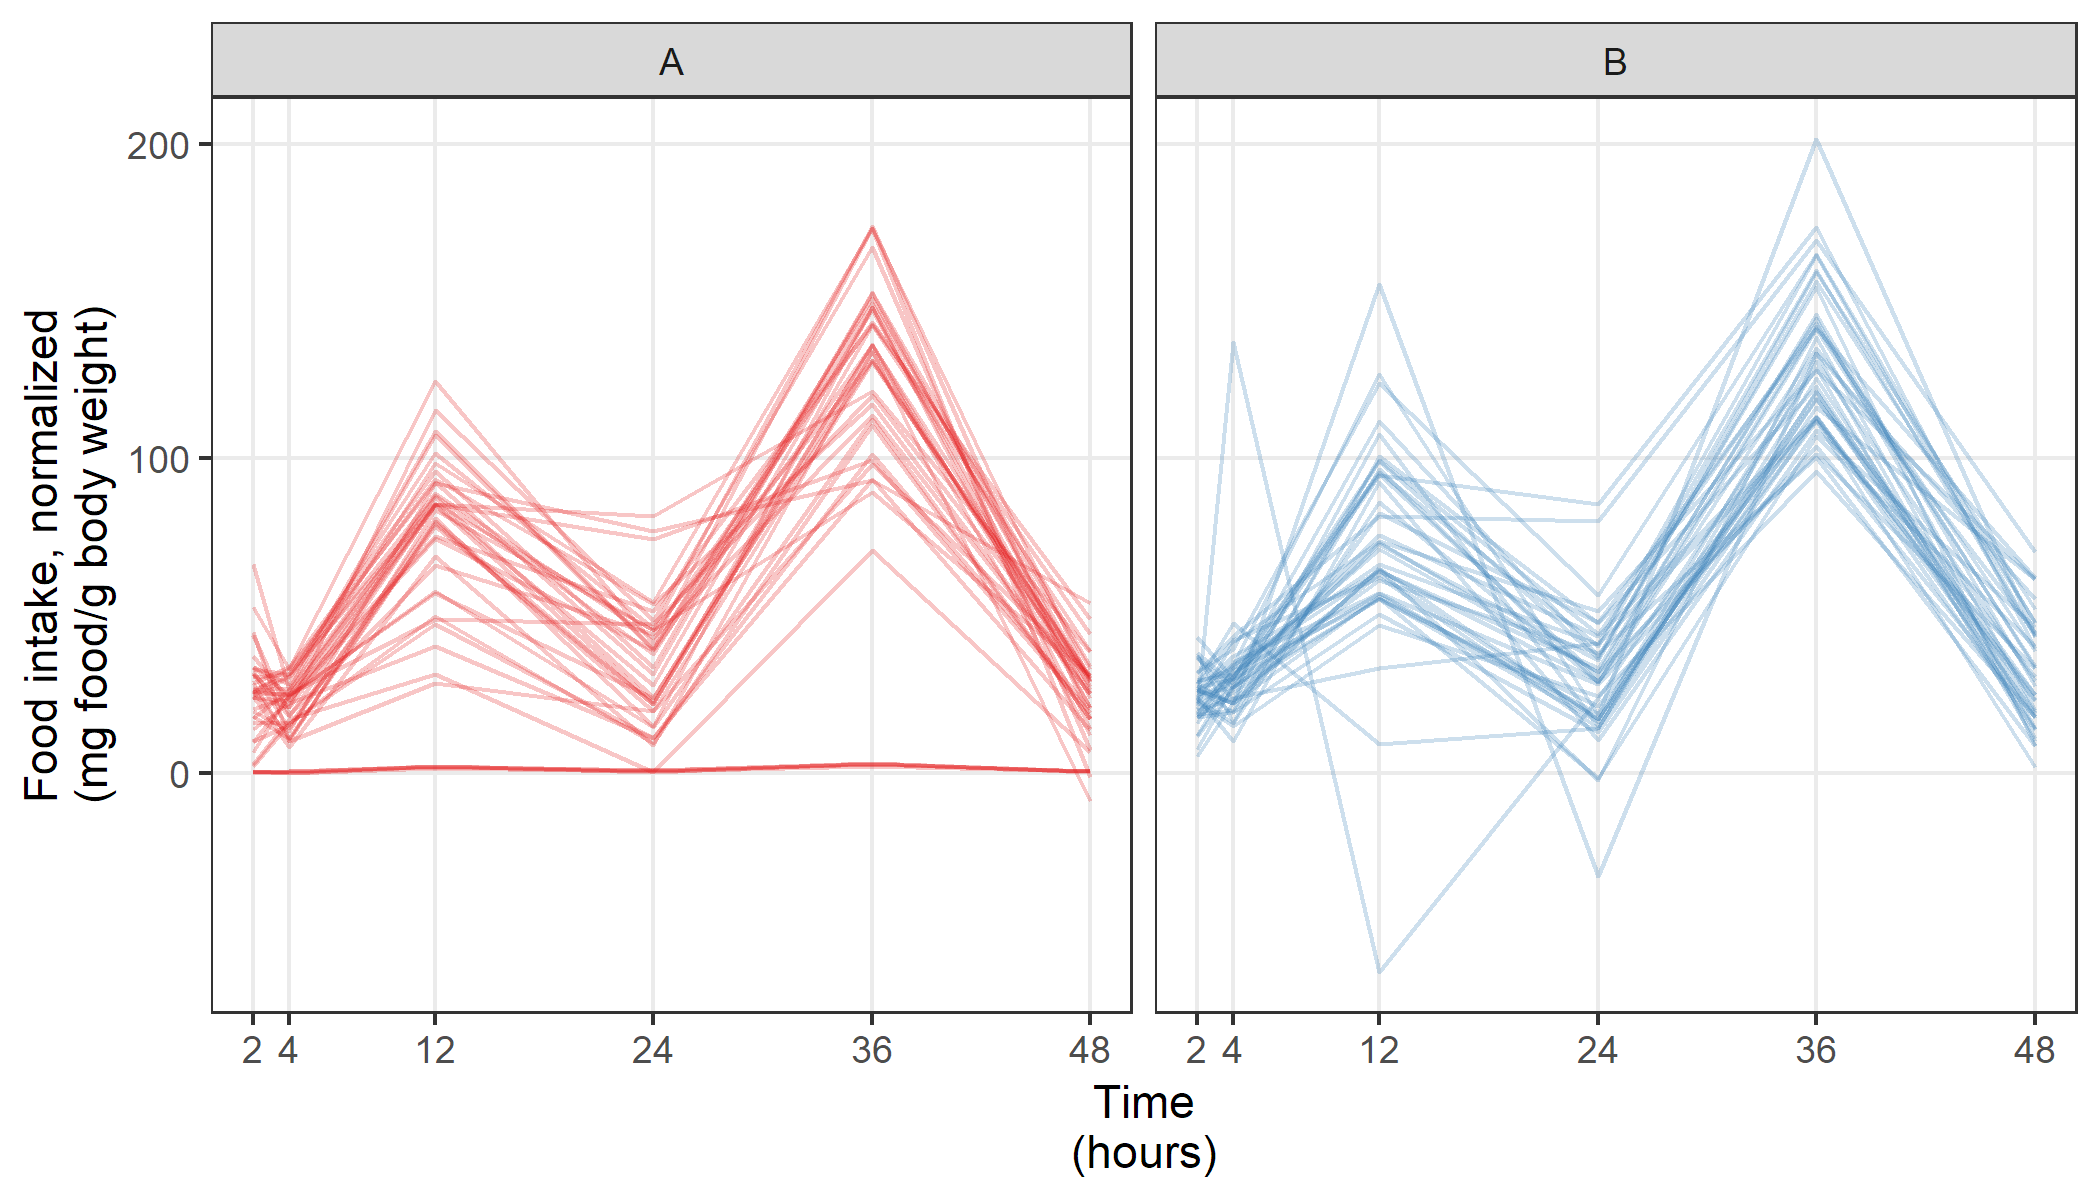 A
B
200
100
0
Food intake, normalized
(mg food/g body weight)
2 4 12 24 36 48
2 4 12 24 36 48
Time
(hours)